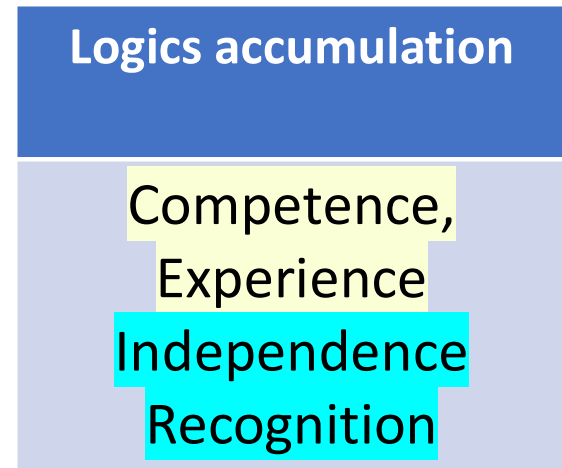 Logics accumulation
Competence,
Experience
Independence
Recognition